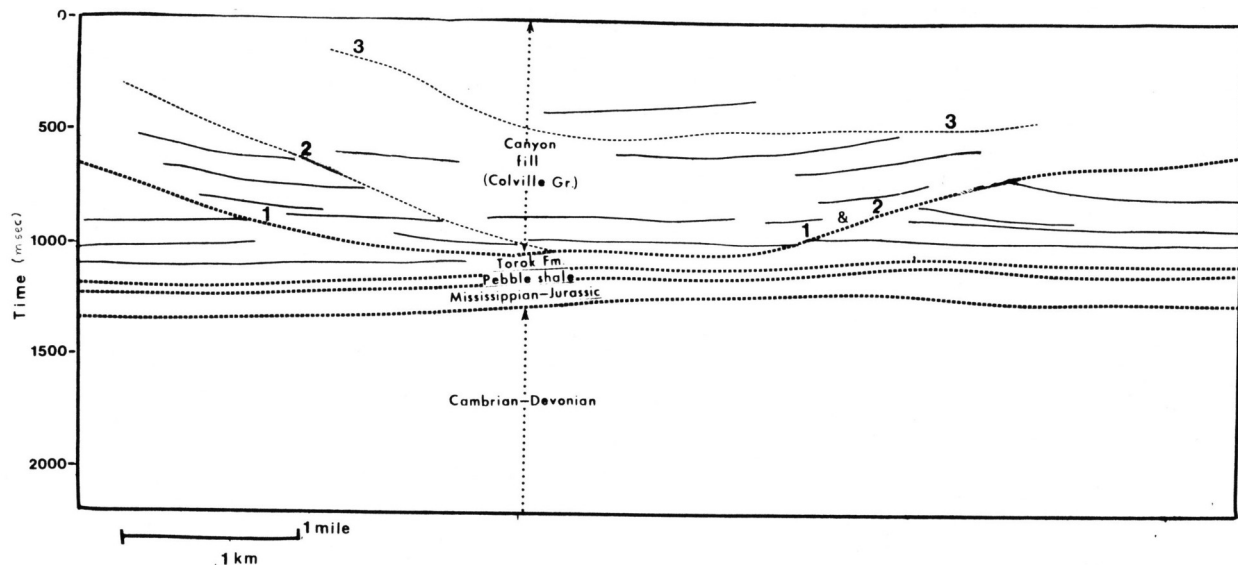 0-
3
500-
2
Canyon
fill
(Colville Gr.)
3
1
1 & 2
1000-
Torok Fm.
Pebble shale
Mississippian-Jurassic
Time (msec)
1500-
Cambrian-Devonian
2000-
1 mile
1 km